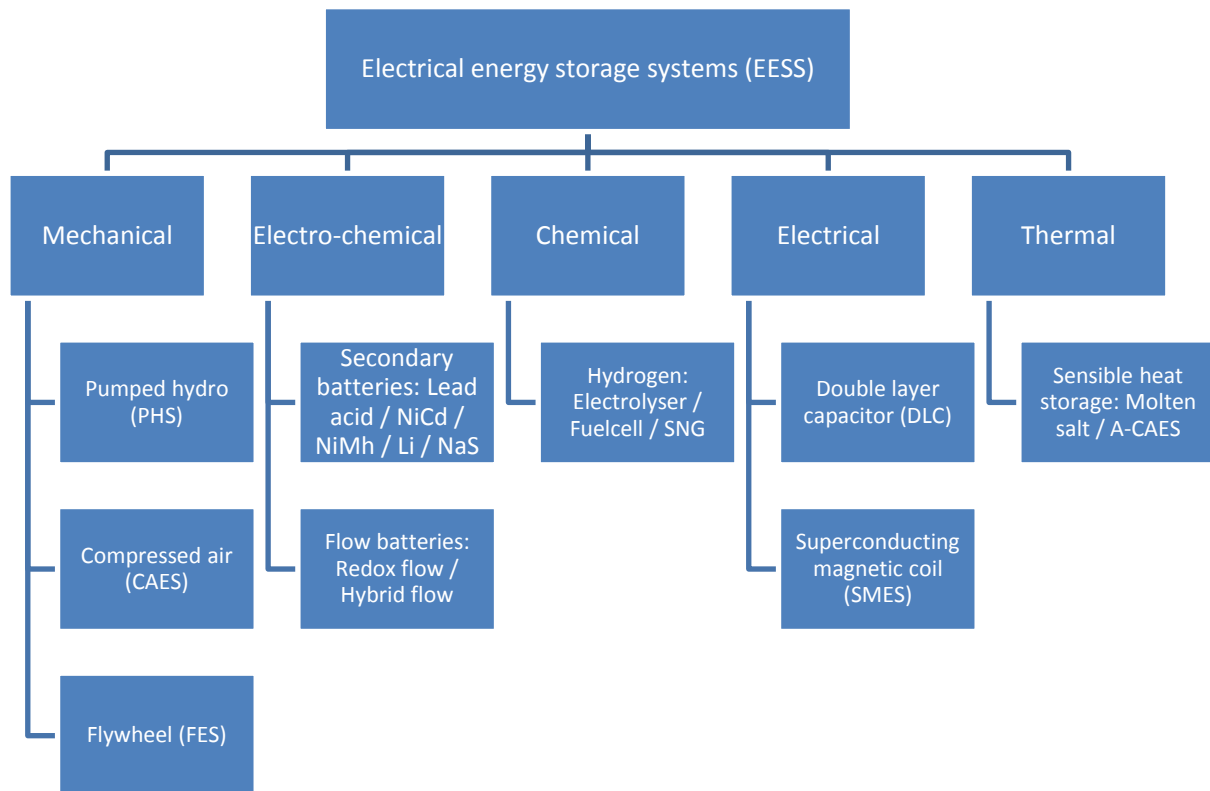 Electrical energy storage systems (EESS)
Mechanical
Electro-chemical
Chemical
Electrical
Thermal
Pumped hydro
(PHS)
Secondary
batteries: Lead
acid / NiCd /
NiMh / Li / NaS
Hydrogen:
Electrolyser /
Fuelcell / SNG
Double layer
capacitor (DLC)
Sensible heat
storage: Molten
salt / A-CAES
Compressed air
(CAES)
Flow batteries:
Redox flow /
Hybrid flow
Superconducting
magnetic coil
(SMES)
Flywheel (FES)